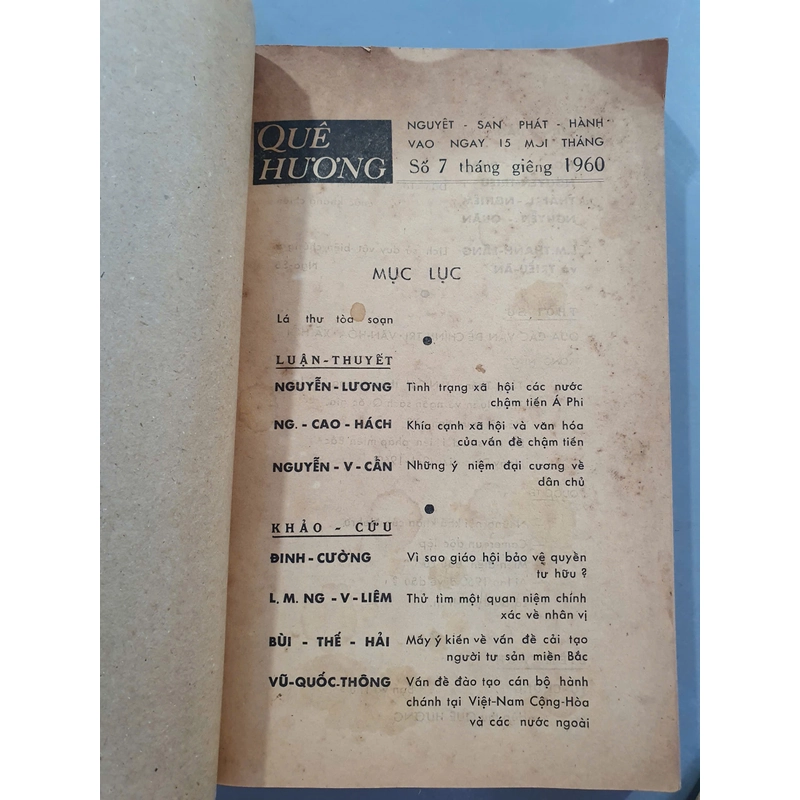 QUÊ
HƯƠNG
NGUYỆT - SAN PHÁT - HÀNH
VAO NGAY 15 MOI THÁNG
Số 7 tháng giêng 1960
MỤC LỤC
Lá thư tòa soạn
LUẬN-THUYẾT
NGUYỄN-LƯƠNG Tình trạng xã hội các nước
chậm tiến Á Phi
NG. - CAO - HÁCH Khía cạnh xã hội và văn hóa
của vấn đề chậm tiến
NGUYỄN - V - CẦN Những ý niệm đại cương về
dân chủ
KHẢO - CỨU
ĐINH-CƯỜNG Vì sao giáo hội bảo vệ quyền
tư hữu ?
L. M. NG - V - LIÊM Thử tìm một quan niệm chính
xác về nhân vị
BÙI - THẾ - HẢI Mấy ý kiến về vấn đề cải tạo
người tư sản miền Bắc
VŨ-QUỐC-THÔNG Vấn đề đào tạo cán bộ hành
chánh tại Việt-Nam Cộng-Hòa
và các nước ngoài